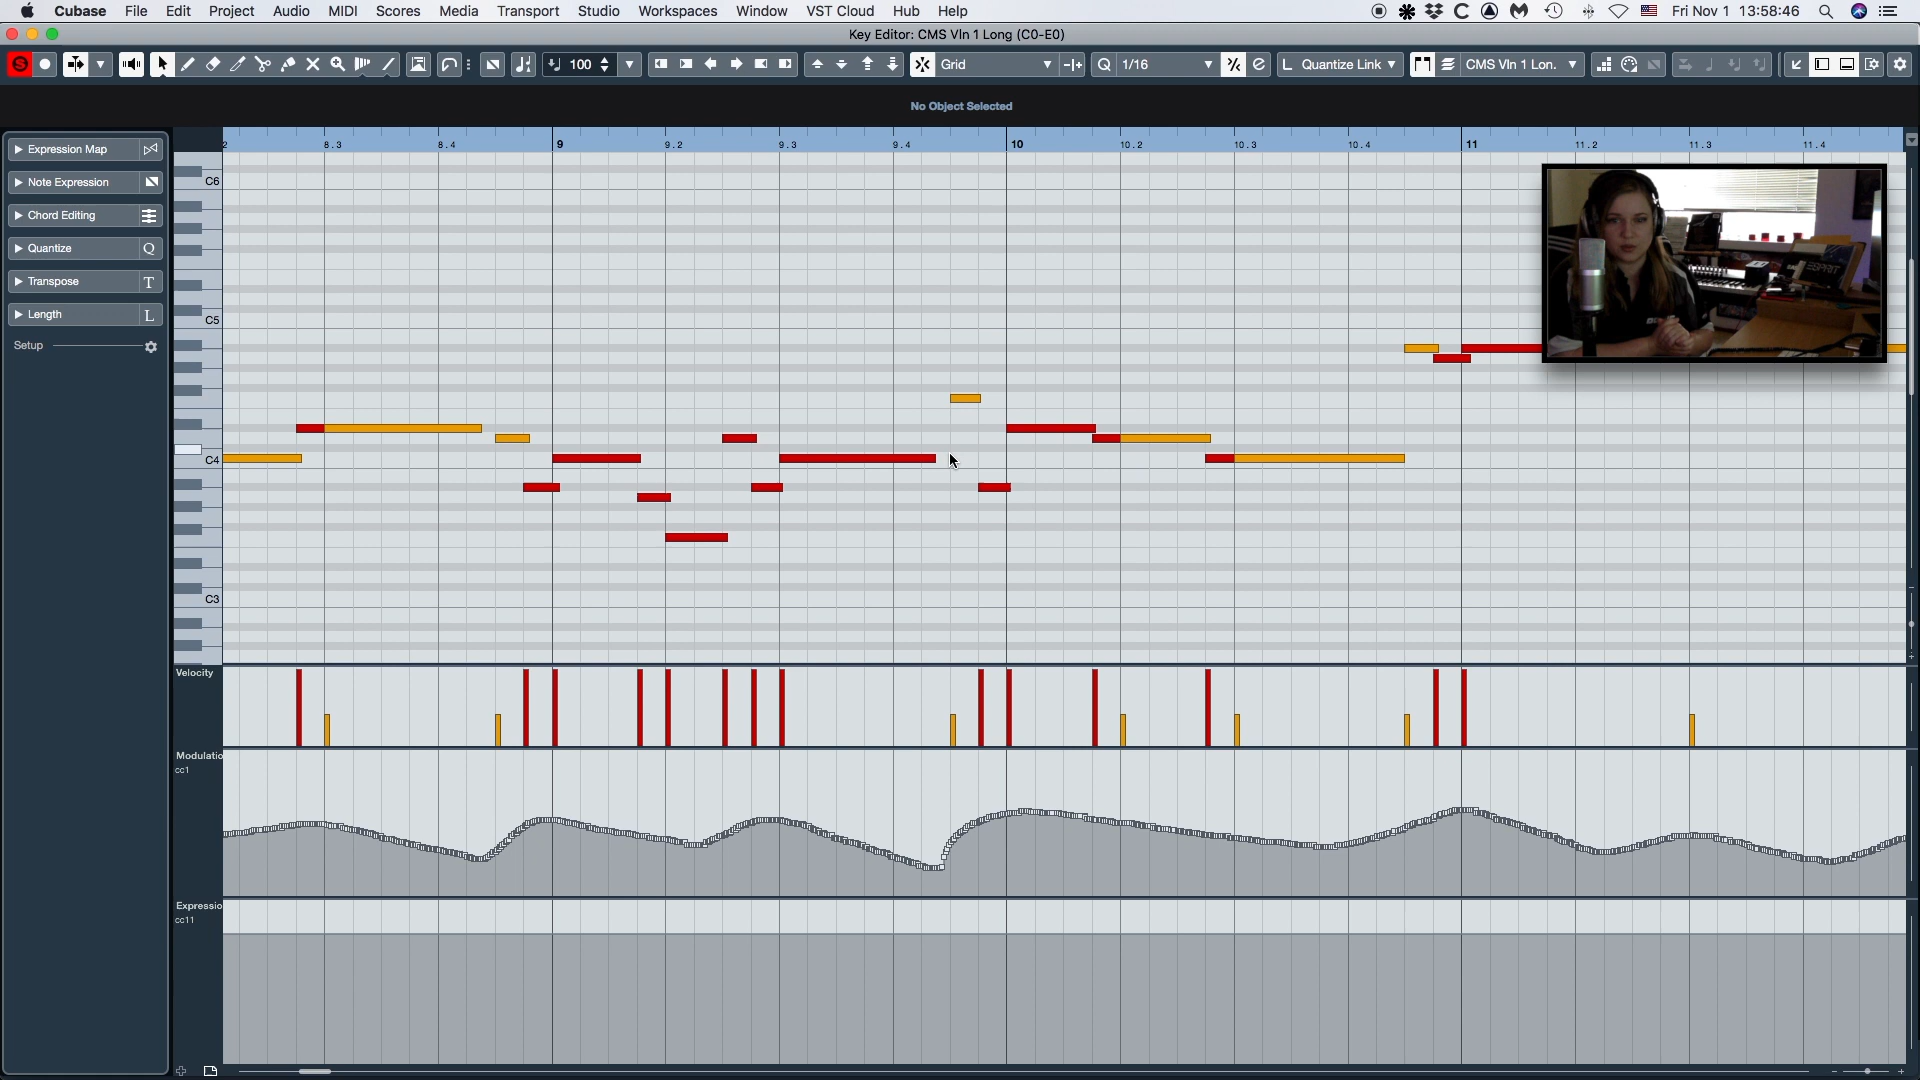 Cubase File Edit Project Audio MIDI Scores Media Transport Studio Workspaces Window VST Cloud Hub Help Fri Nov 1 13:58:46
Key Editor: CMS Vln 1 Long (C0-E0)
S 100 Grid Q 1/16 L Quantize Link CMS Vln 1 Lon.
No Object Selected
2 8.3 8.4 9 9.2 9.3 9.4 10 10.2 10.3 10.4 11 11.2 11.3 11.4
Expression Map
Note Expression
Chord Editing
Quantize Q
Transpose T
Length L
Setup
C6
C5
C4
C3
ESPRIT
Velocity
Modulatio
cc1
Expressio
cc11